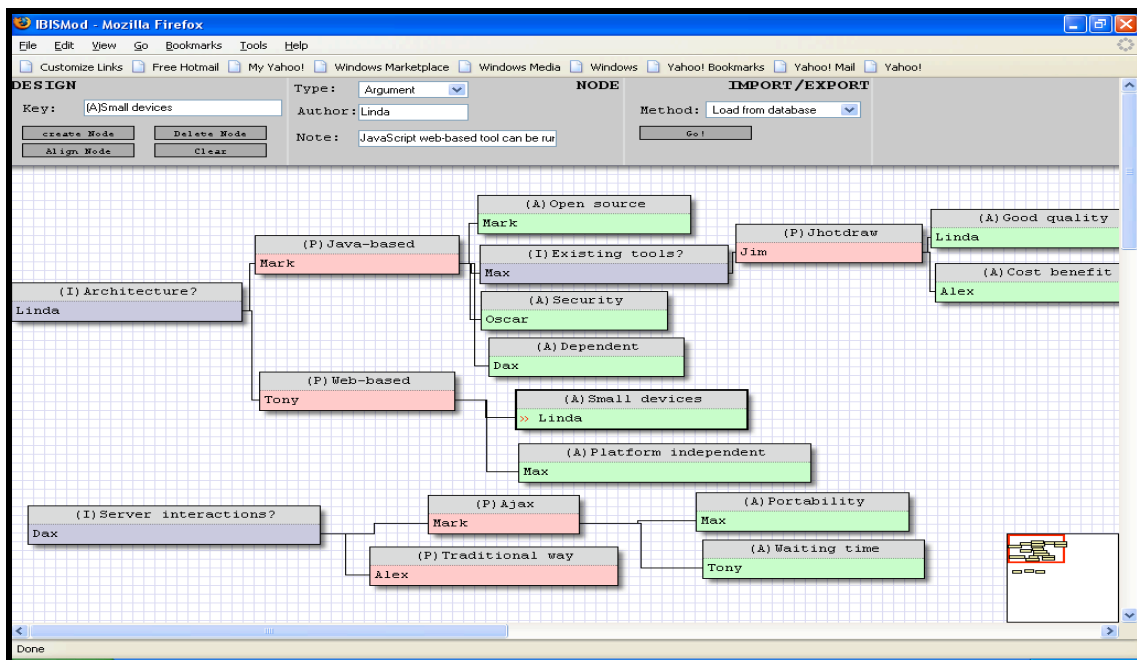 IBISMod - Mozilla Firefox
File Edit View Go Bookmarks Tools Help
Customize Links Free Hotmail My Yahoo! Windows Marketplace Windows Media Windows Yahoo! Bookmarks Yahoo! Mail Yahoo!
DESIGN
Key: (A)Small devices
create Node Delete Node
Align Node Clear
NODE
Type: Argument
Author: Linda
Note: JavaScript web-based tool can be run
IMPORT/EXPORT
Method: Load from database
Go!
(I)Architecture?
Linda
(P)Java-based
Mark
(A)Open source
Mark
(I)Existing tools?
Max
(P)Jhotdraw
Jim
(A)Good quality
Linda
(A)Cost benefit
Alex
(A)Security
Oscar
(A)Dependent
Dax
(P)Web-based
Tony
(A)Small devices
» Linda
(A)Platform independent
Max
(I)Server interactions?
Dax
(P)Ajax
Mark
(A)Portability
Max
(A)Waiting time
Tony
(P)Traditional way
Alex
Done